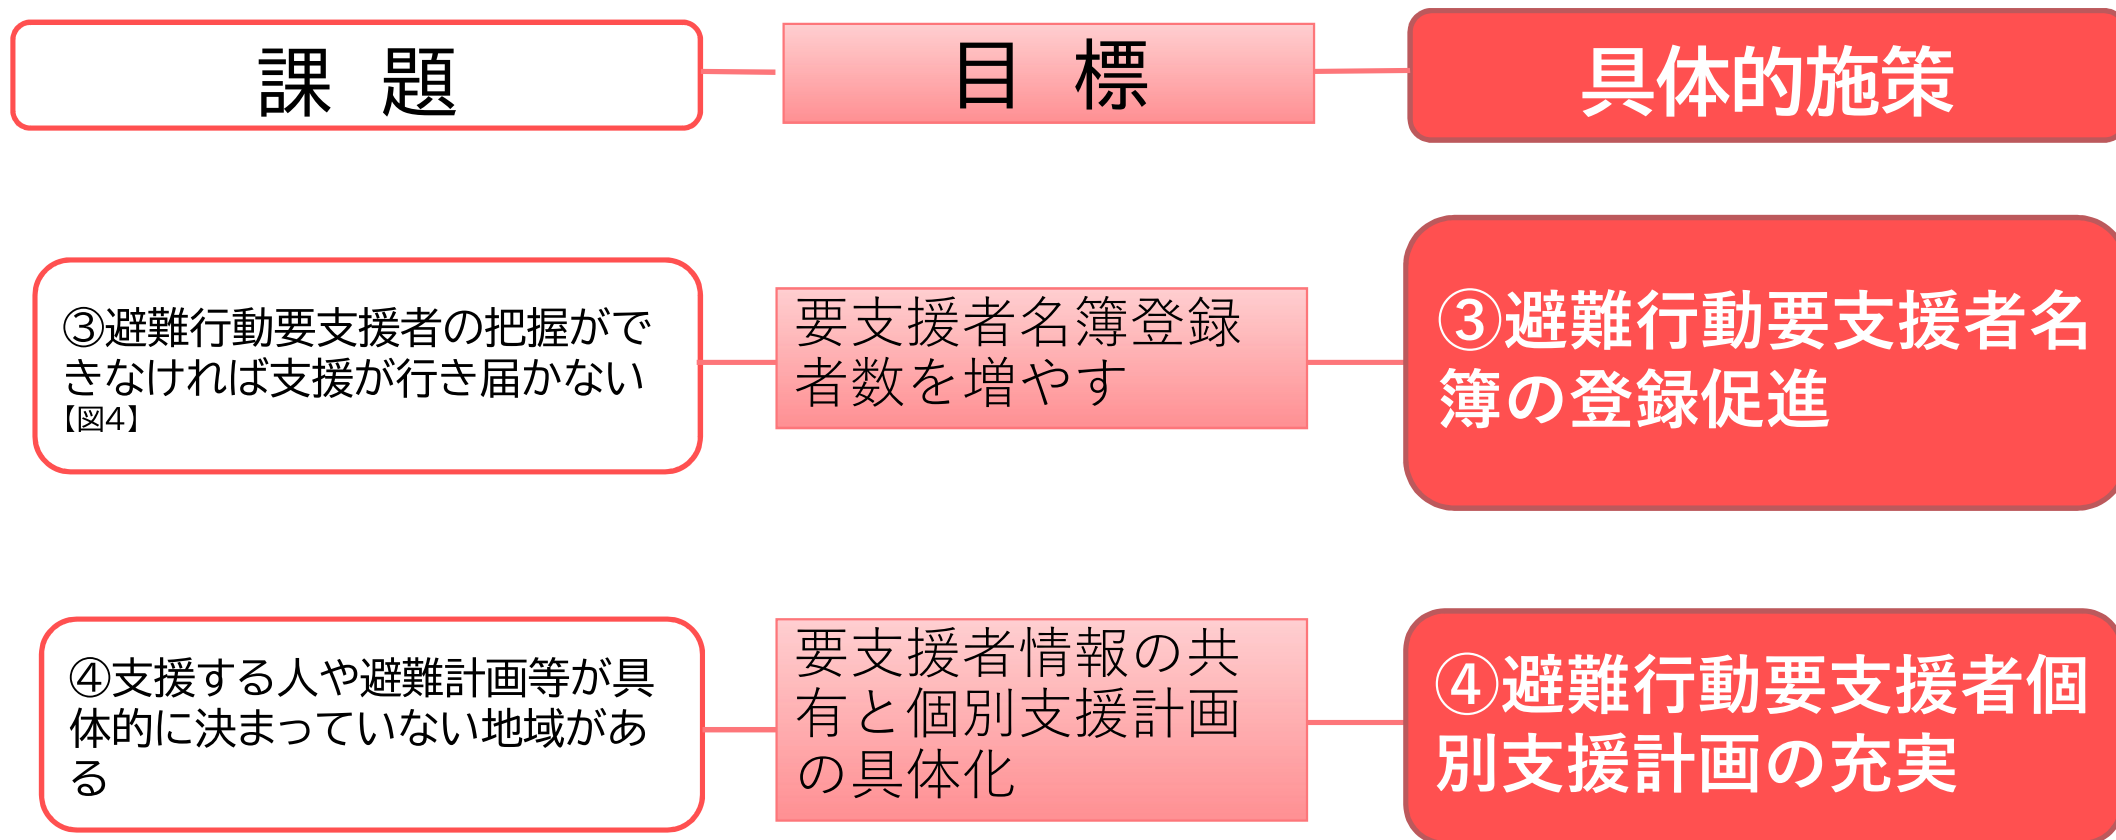 課 題
目 標
具体的施策
③避難行動要支援者の把握がで
きなければ支援が行き届かない
【図4】
要支援者名簿登録
者数を増やす
③避難行動要支援者名
簿の登録促進
④支援する人や避難計画等が具
体的に決まっていない地域があ
る
要支援者情報の共
有と個別支援計画
の具体化
④避難行動要支援者個
別支援計画の充実